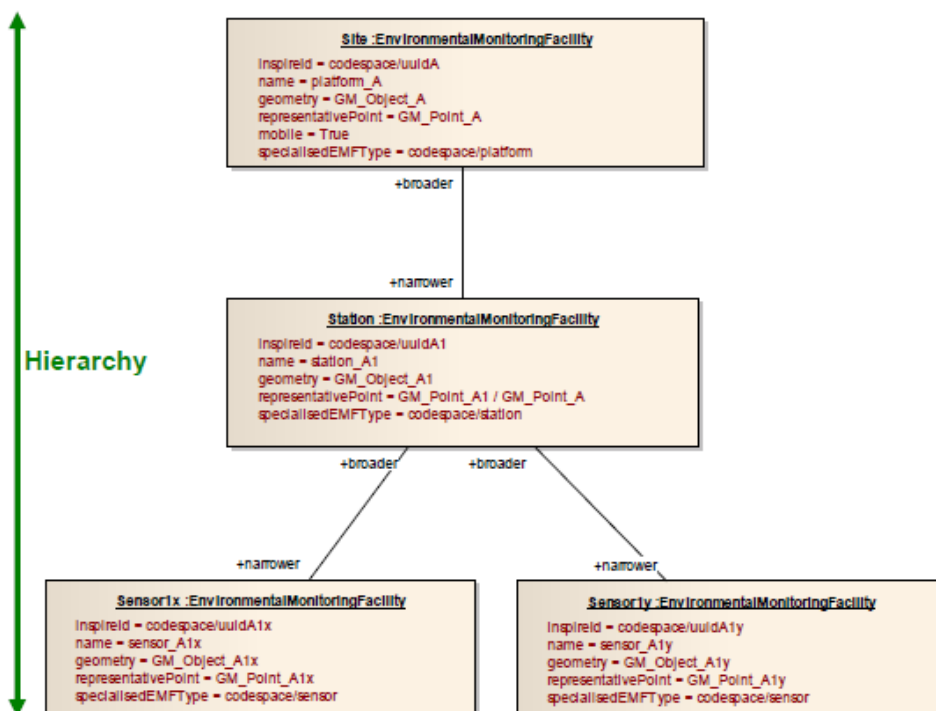 Site :EnvironmentalMonitoringFacility
inspireId = codespace/uuidA
name = platform_A
geometry = GM_Object_A
representativePoint = GM_Point_A
mobile = True
specialisedEMFType = codespace/platform
+broader
+narrower
Station :EnvironmentalMonitoringFacility
inspireId = codespace/uuidA1
name = station_A1
geometry = GM_Object_A1
representativePoint = GM_Point_A1 / GM_Point_A
specialisedEMFType = codespace/station
Hierarchy
+broader
+broader
+narrower
+narrower
Sensor1x :EnvironmentalMonitoringFacility
inspireId = codespace/uuidA1x
name = sensor_A1x
geometry = GM_Object_A1x
representativePoint = GM_Point_A1x
specialisedEMFType = codespace/sensor
Sensor1y :EnvironmentalMonitoringFacility
inspireId = codespace/uuidA1y
name = sensor_A1y
geometry = GM_Object_A1y
representativePoint = GM_Point_A1y
specialisedEMFType = codespace/sensor